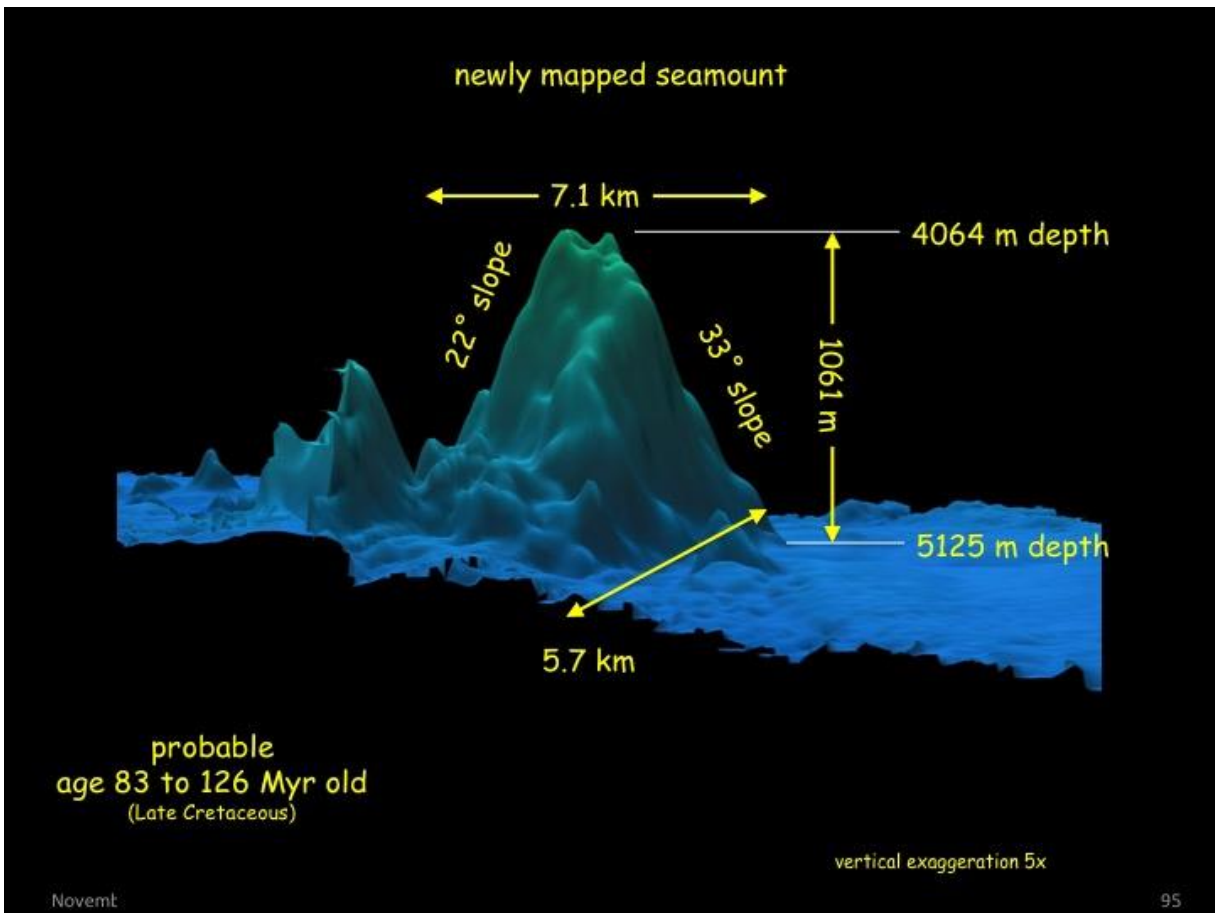 newly mapped seamount
7.1 km
4064 m depth
22° slope
33° slope
1061 m
5125 m depth
5.7 km
probable
age 83 to 126 Myr old
(Late Cretaceous)
vertical exaggeration 5x
Novemb
95